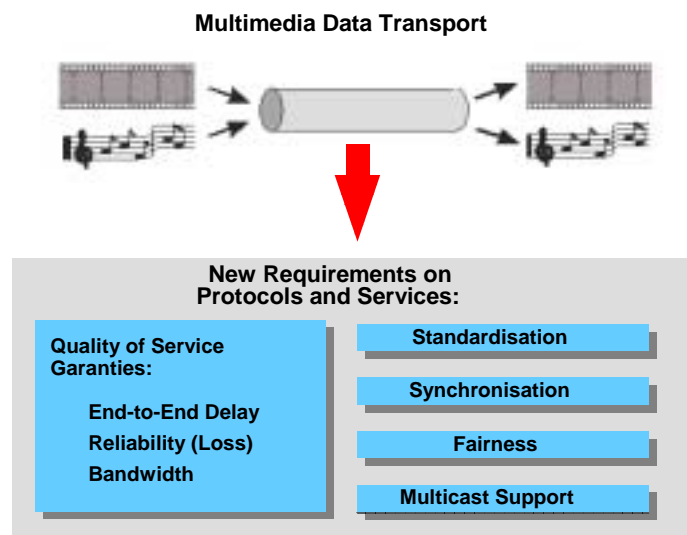 Multimedia Data Transport
New Requirements on
Protocols and Services:
Quality of Service
Garanties:
End-to-End Delay
Reliability (Loss)
Bandwidth
Standardisation
Synchronisation
Fairness
Multicast Support